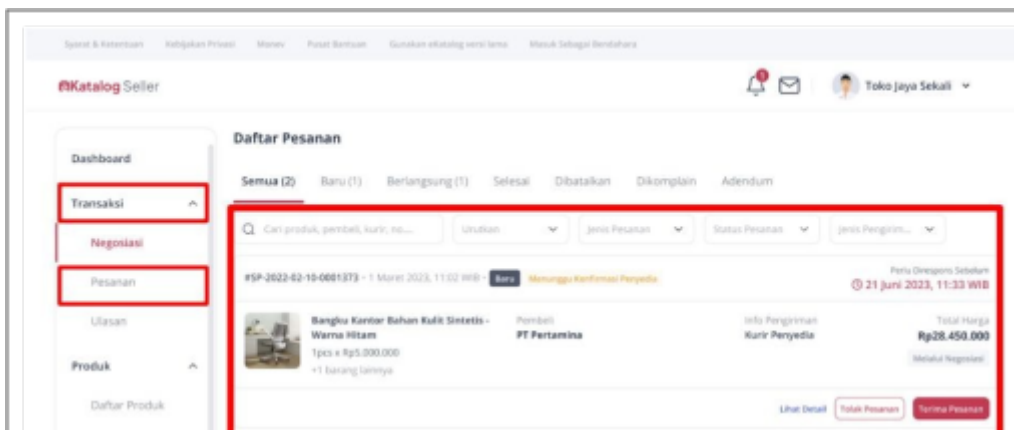 Syarat & Ketentuan Kebijakan Privasi Monev Pusat Bantuan Gunakan eKatalog versi lama Masuk Sebagai Bendahara
eKatalog Seller
Toko Jaya Sekali
Daftar Pesanan
Dashboard
Semua (2) Baru (1) Berlangsung (1) Selesai Dibatalkan Dikomplain Adendum
Transaksi
Cari produk, pembeli, kurir, no.... Urutkan Jenis Pesanan Status Pesanan Jenis Pengirim...
Negosiasi
#SP-2022-02-10-0001373 - 1 Maret 2023, 11:02 WIB - Baru Menunggu Konfirmasi Penyedia
Perlu Direspons Sebelum
21 Juni 2023, 11:33 WIB
Pesanan
Ulasan
Bangku Kantor Bahan Kulit Sintetis - Warna Hitam
1pcs x Rp5.000.000
+1 barang lainnya
Pembeli
PT Pertamina
Info Pengiriman
Kurir Penyedia
Total Harga
Rp28.450.000
Melalui Negosiasi
Produk
Daftar Produk
Lihat Detail Tolak Pesanan Terima Pesanan